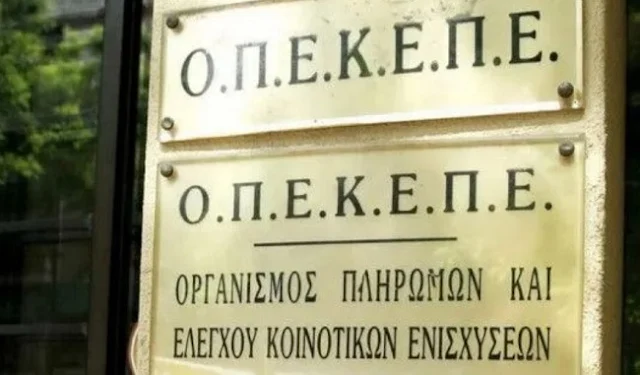 Ο.Π.Ε.Κ.Ε.Π.Ε.
Ο.Π.Ε.Κ.Ε.Π.Ε.
ΟΡΓΑΝΙΣΜΟΣ ΠΛΗΡΩΜΩΝ ΚΑΙ
ΕΛΕΓΧΟΥ ΚΟΙΝΟΤΙΚΩΝ ΕΝΙΣΧΥΣΕΩΝ